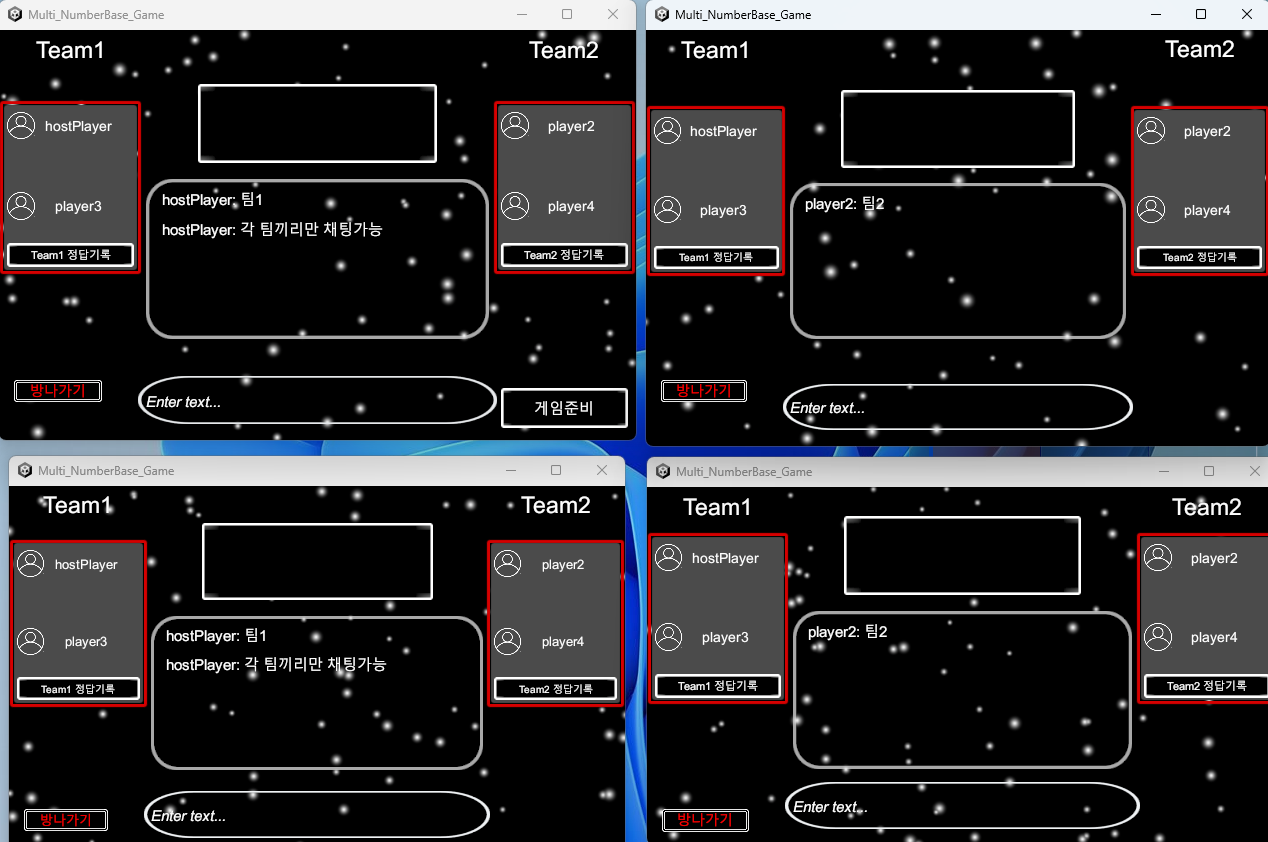 Multi_NumberBase_Game
Team1
Team2
hostPlayer
player2
hostPlayer: 팀1
player3
player4
hostPlayer: 각 팀끼리만 채팅가능
Team1 정답기록
Team2 정답기록
방나가기
Enter text...
게임준비
Multi_NumberBase_Game
Team1
Team2
hostPlayer
player2
player2: 팀2
player3
player4
Team1 정답기록
Team2 정답기록
방나가기
Enter text...
Multi_NumberBase_Game
Team1
Team2
hostPlayer
player2
hostPlayer: 팀1
player3
player4
hostPlayer: 각 팀끼리만 채팅가능
Team1 정답기록
Team2 정답기록
방나가기
Enter text...
Multi_NumberBase_Game
Team1
Team2
hostPlayer
player2
player2: 팀2
player3
player4
Team1 정답기록
Team2 정답기록
방나가기
Enter text...